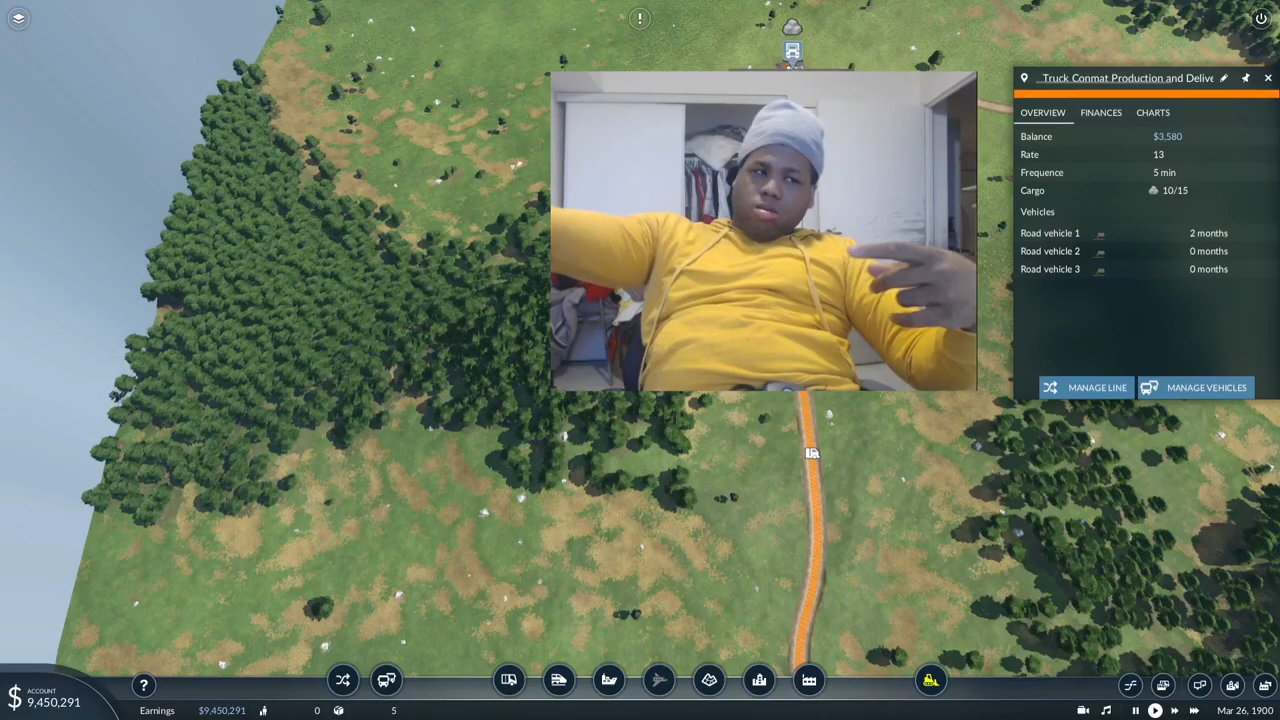 Truck Conmat Production and Delive
OVERVIEW FINANCES CHARTS
Balance $3,580
Rate 13
Frequency 5 min
Cargo 10/15
Vehicles
Road vehicle 1 2 months
Road vehicle 2 0 months
Road vehicle 3 0 months
MANAGE LINE MANAGE VEHICLES
$ ACCOUNT
9,450,291
?
Earnings $9,450,291 0 5
Mar 26, 1900